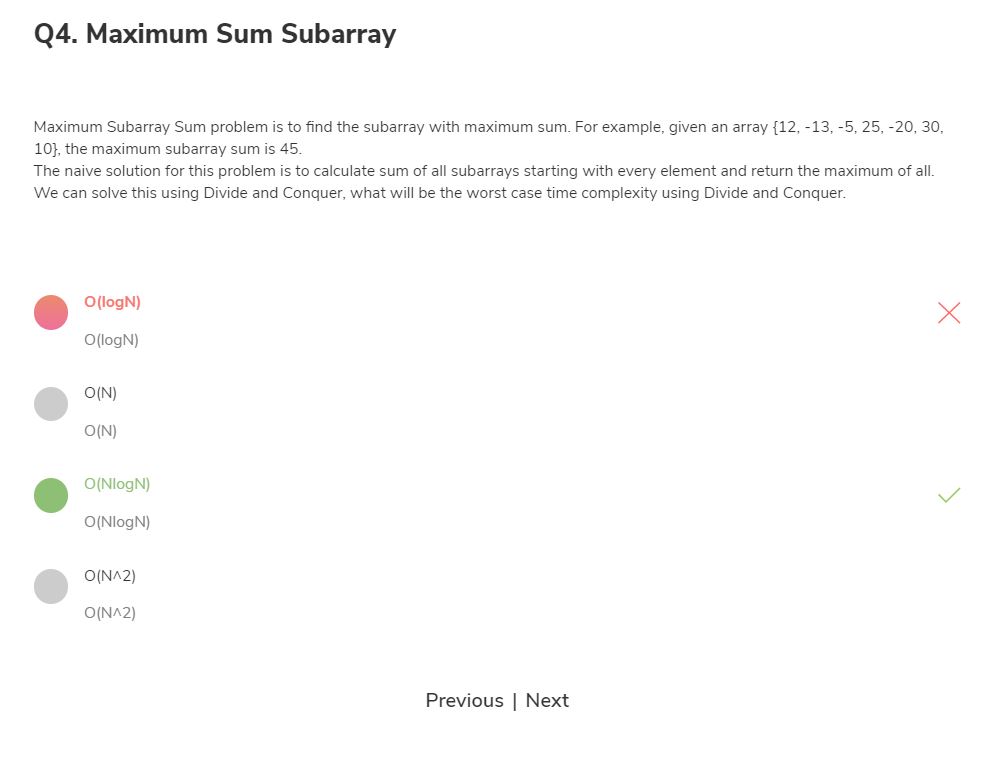 Q4. Maximum Sum Subarray
Maximum Subarray Sum problem is to find the subarray with maximum sum. For example, given an array {12, -13, -5, 25, -20, 30,
10}, the maximum subarray sum is 45.
The naive solution for this problem is to calculate sum of all subarrays starting with every element and return the maximum of all.
We can solve this using Divide and Conquer, what will be the worst case time complexity using Divide and Conquer.
O(logN)
O(logN)
O(N)
O(N)
O(NlogN)
O(NlogN)
O(N^2)
O(N^2)
Previous | Next